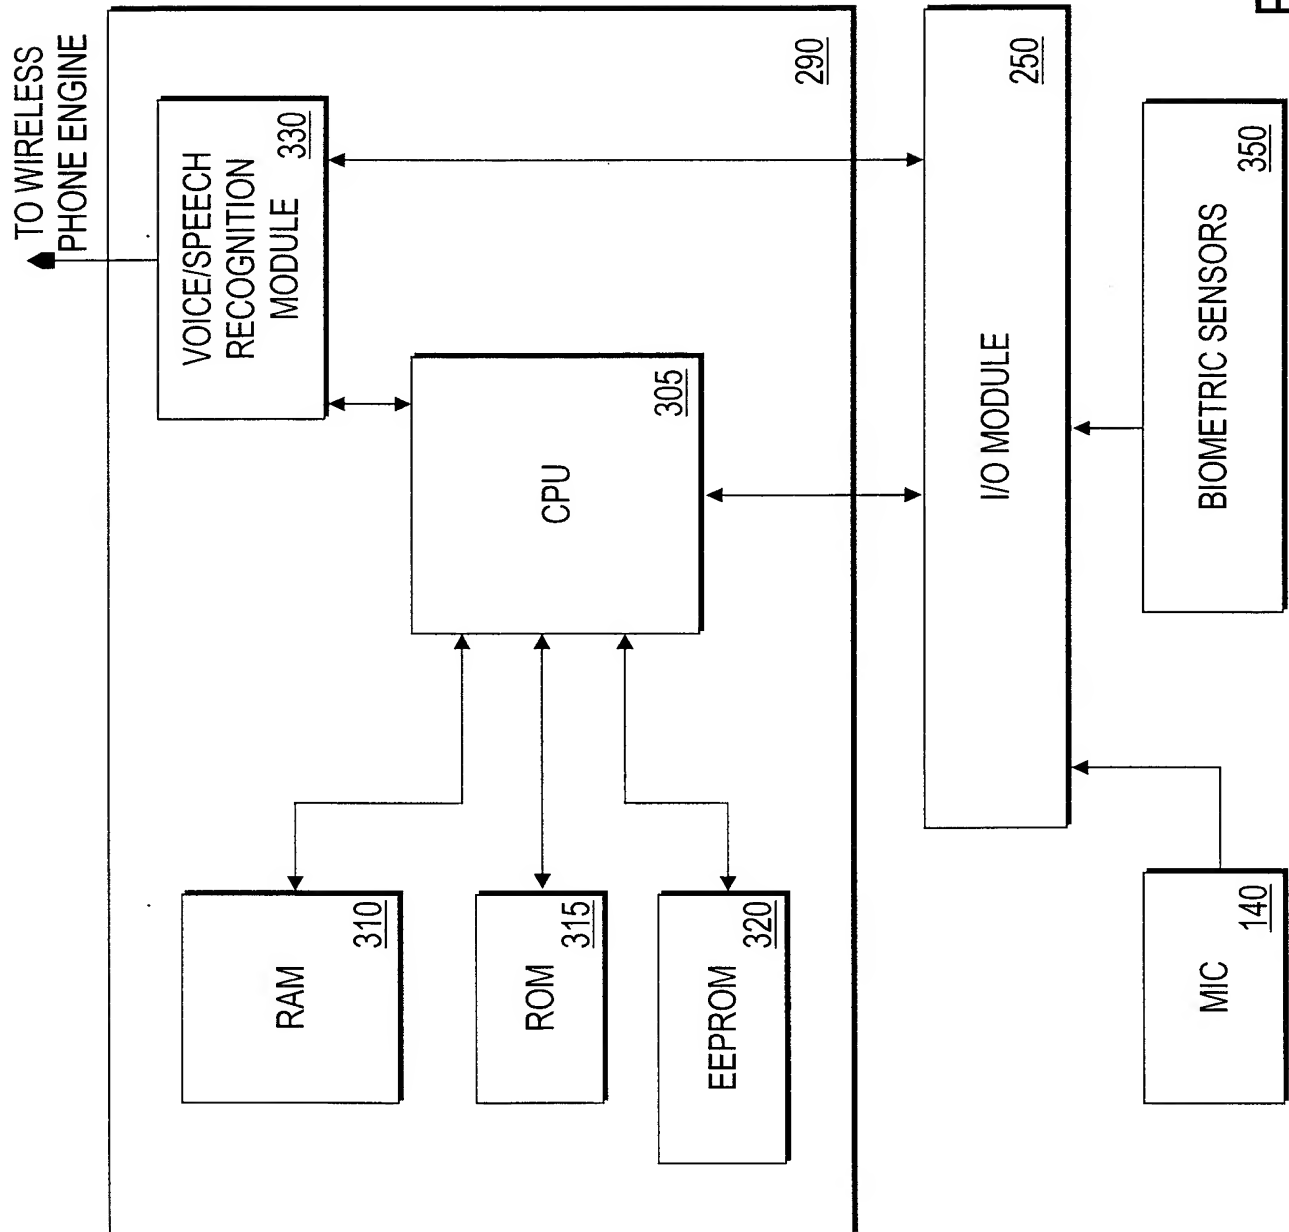 TO WIRELESS
PHONE ENGINE
VOICE/SPEECH
RECOGNITION
MODULE
330
290
CPU
305
RAM
310
ROM
315
EEPROM
320
I/O MODULE
250
BIOMETRIC SENSORS
350
MIC
140